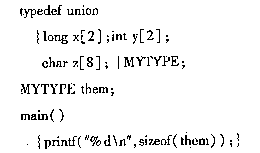 typedef union
{long x[2];int y[2];
char z[8]; |MYTYPE;
MYTYPE them;
main()
{printf("%d\n",sizeof(them));}